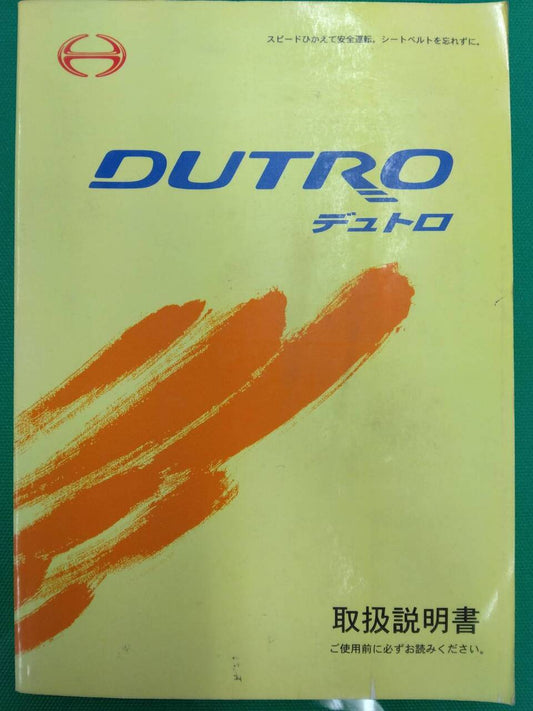 スピードひかえて安全運転。シートベルトを忘れずに。
DUTRO
デュトロ
取扱説明書
ご使用前に必ずお読みください。